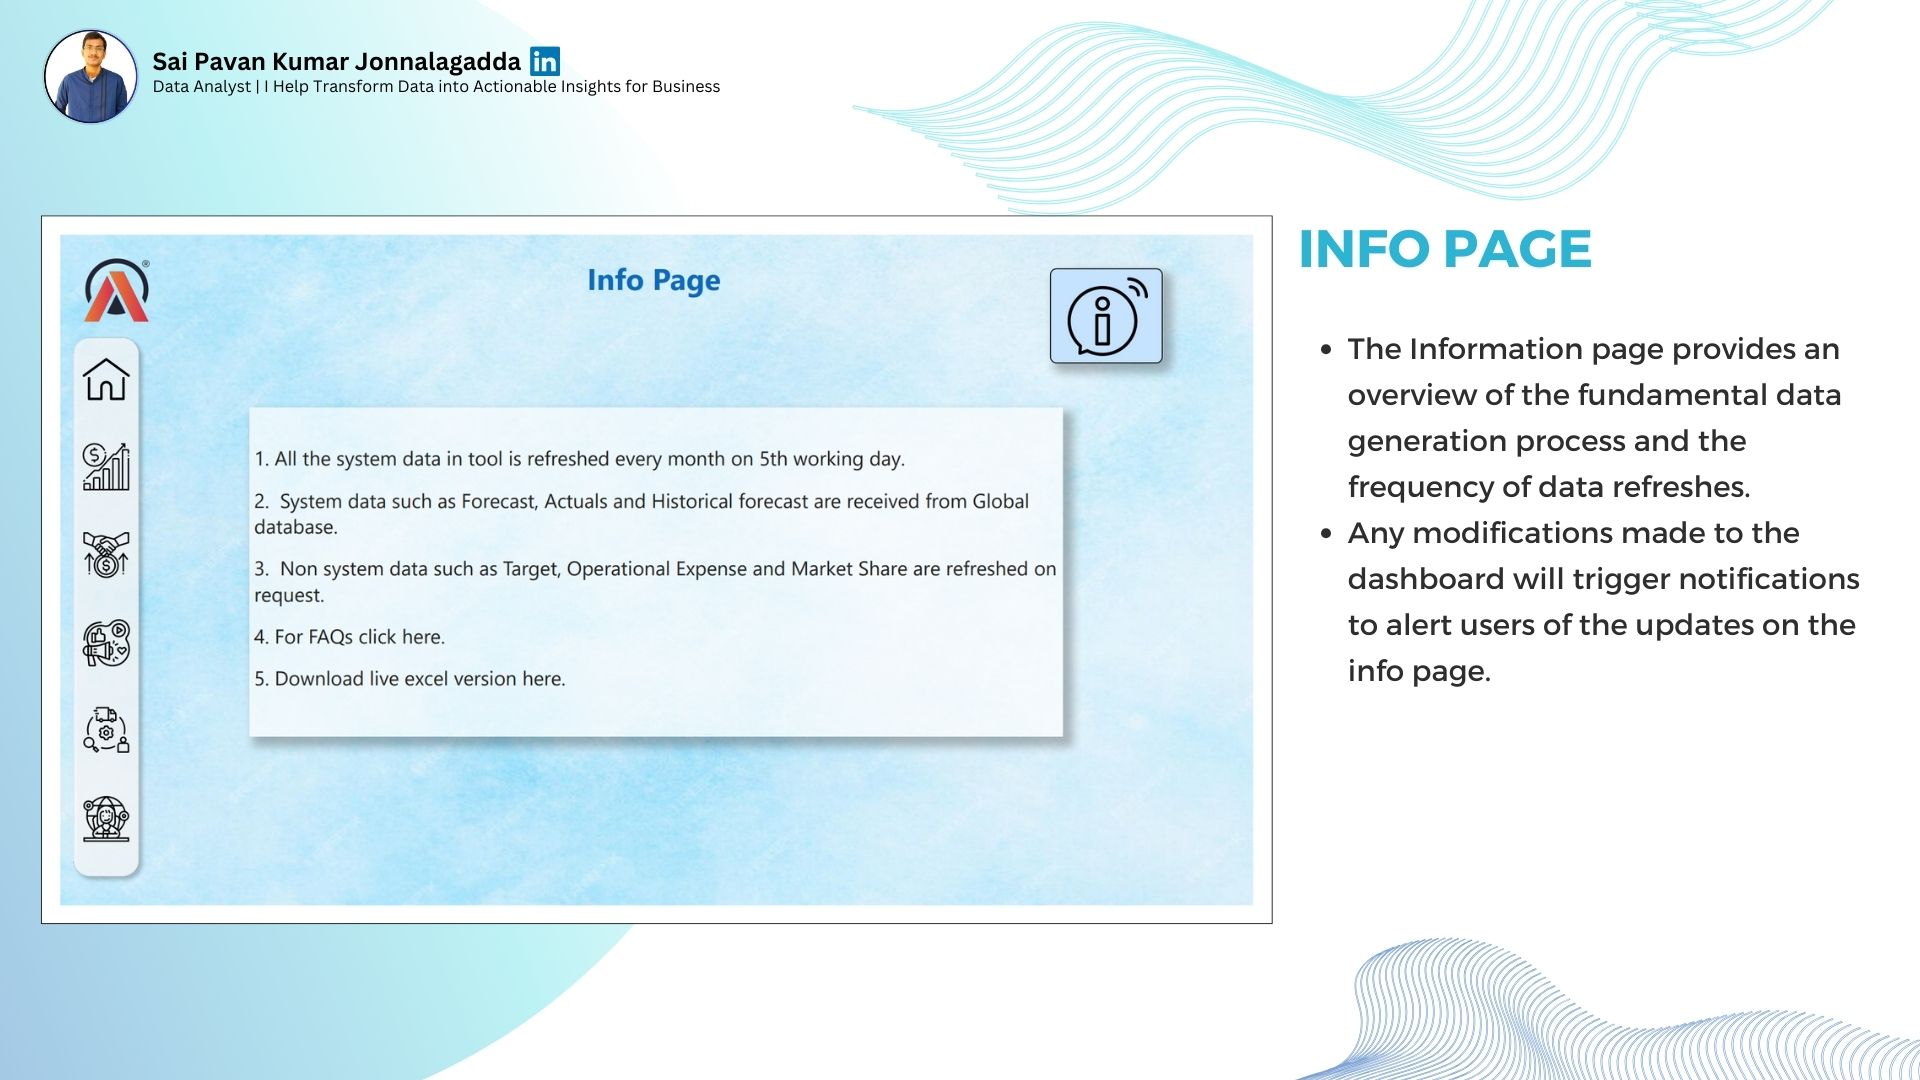 Sai Pavan Kumar Jonnalagadda in
Data Analyst | I Help Transform Data into Actionable Insights for Business
Info Page
1. All the system data in tool is refreshed every month on 5th working day.
2.  System data such as Forecast, Actuals and Historical forecast are received from Global
database.
3.  Non system data such as Target, Operational Expense and Market Share are refreshed on
request.
4. For FAQs click here.
5. Download live excel version here.
INFO PAGE
• The Information page provides an
overview of the fundamental data
generation process and the
frequency of data refreshes.
• Any modifications made to the
dashboard will trigger notifications
to alert users of the updates on the
info page.